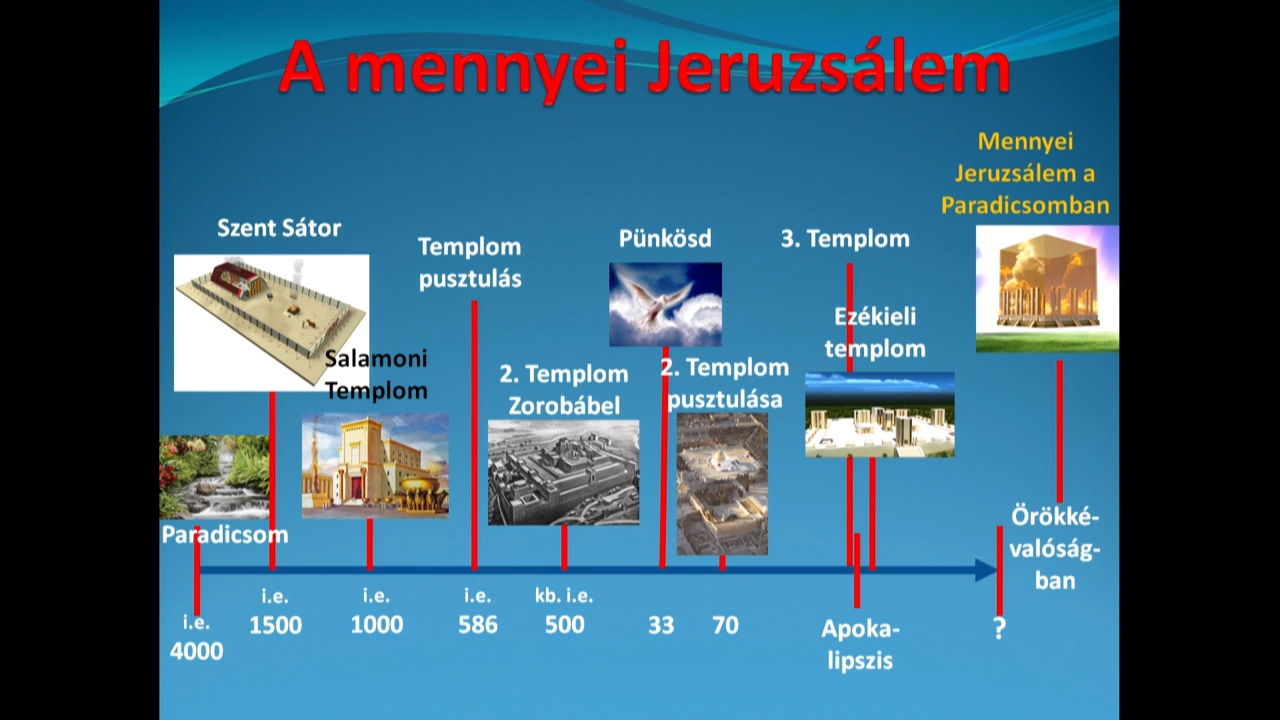 A mennyei Jeruzsálem
Mennyei
Jeruzsálem a
Paradicsomban
Szent Sátor
Templom
pusztulás
Pünkösd
3. Templom
Ezékieli
templom
Salamoni
Templom
2. Templom
Zorobábel
2. Templom
pusztulása
Paradicsom
Örökké-
valóság-
ban
i.e.
4000
i.e.
1500
i.e.
1000
i.e.
586
kb. i.e.
500
33
70
Apoka-
lipszis
?